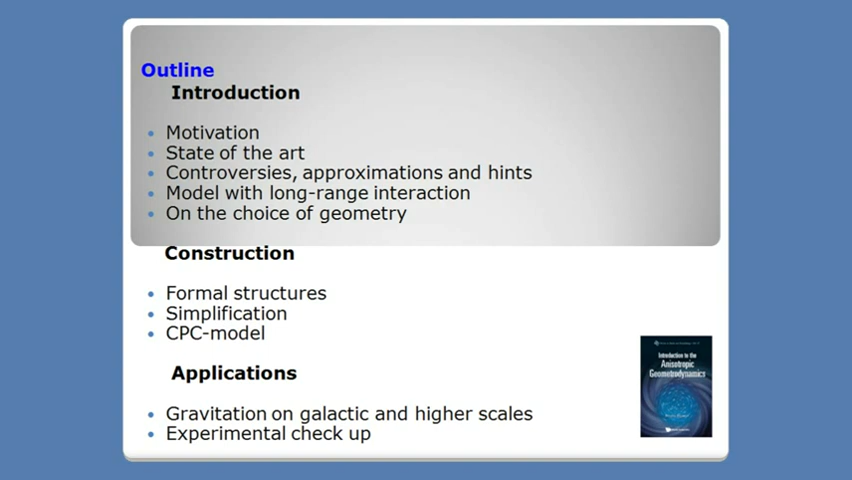 Outline
Introduction
• Motivation
• State of the art
• Controversies, approximations and hints
• Model with long-range interaction
• On the choice of geometry
Construction
• Formal structures
• Simplification
• CPC-model
Applications
• Gravitation on galactic and higher scales
• Experimental check up
Introduction to the
Anisotropic
Geometrodynamics